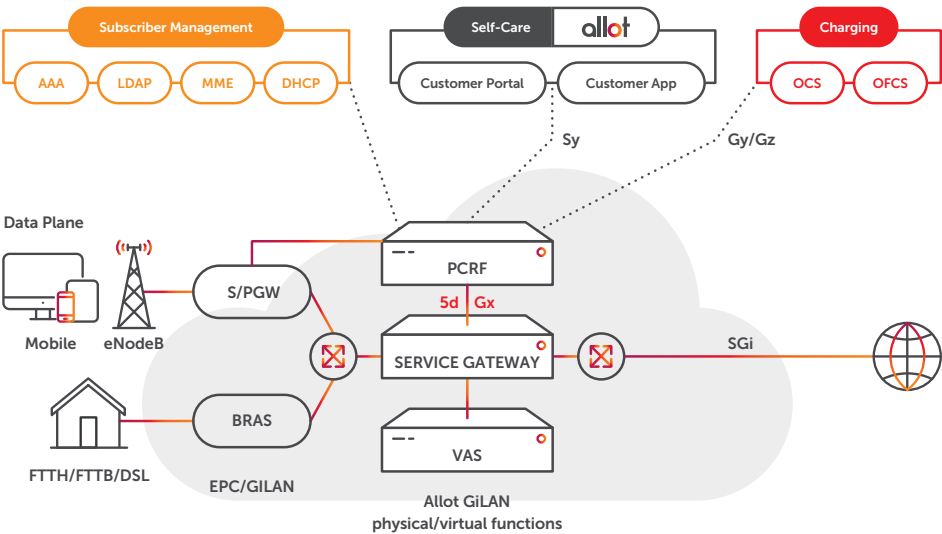 Subscriber Management
AAA
LDAP
MME
DHCP
Self-Care
allot
Customer Portal
Customer App
Charging
OCS
OFCS
Sy
Gy/Gz
Data Plane
Mobile
eNodeB
S/PGW
PCRF
5d
Gx
SERVICE GATEWAY
SGi
FTTH/FTTB/DSL
BRAS
VAS
EPC/GILAN
Allot GiLAN
physical/virtual functions